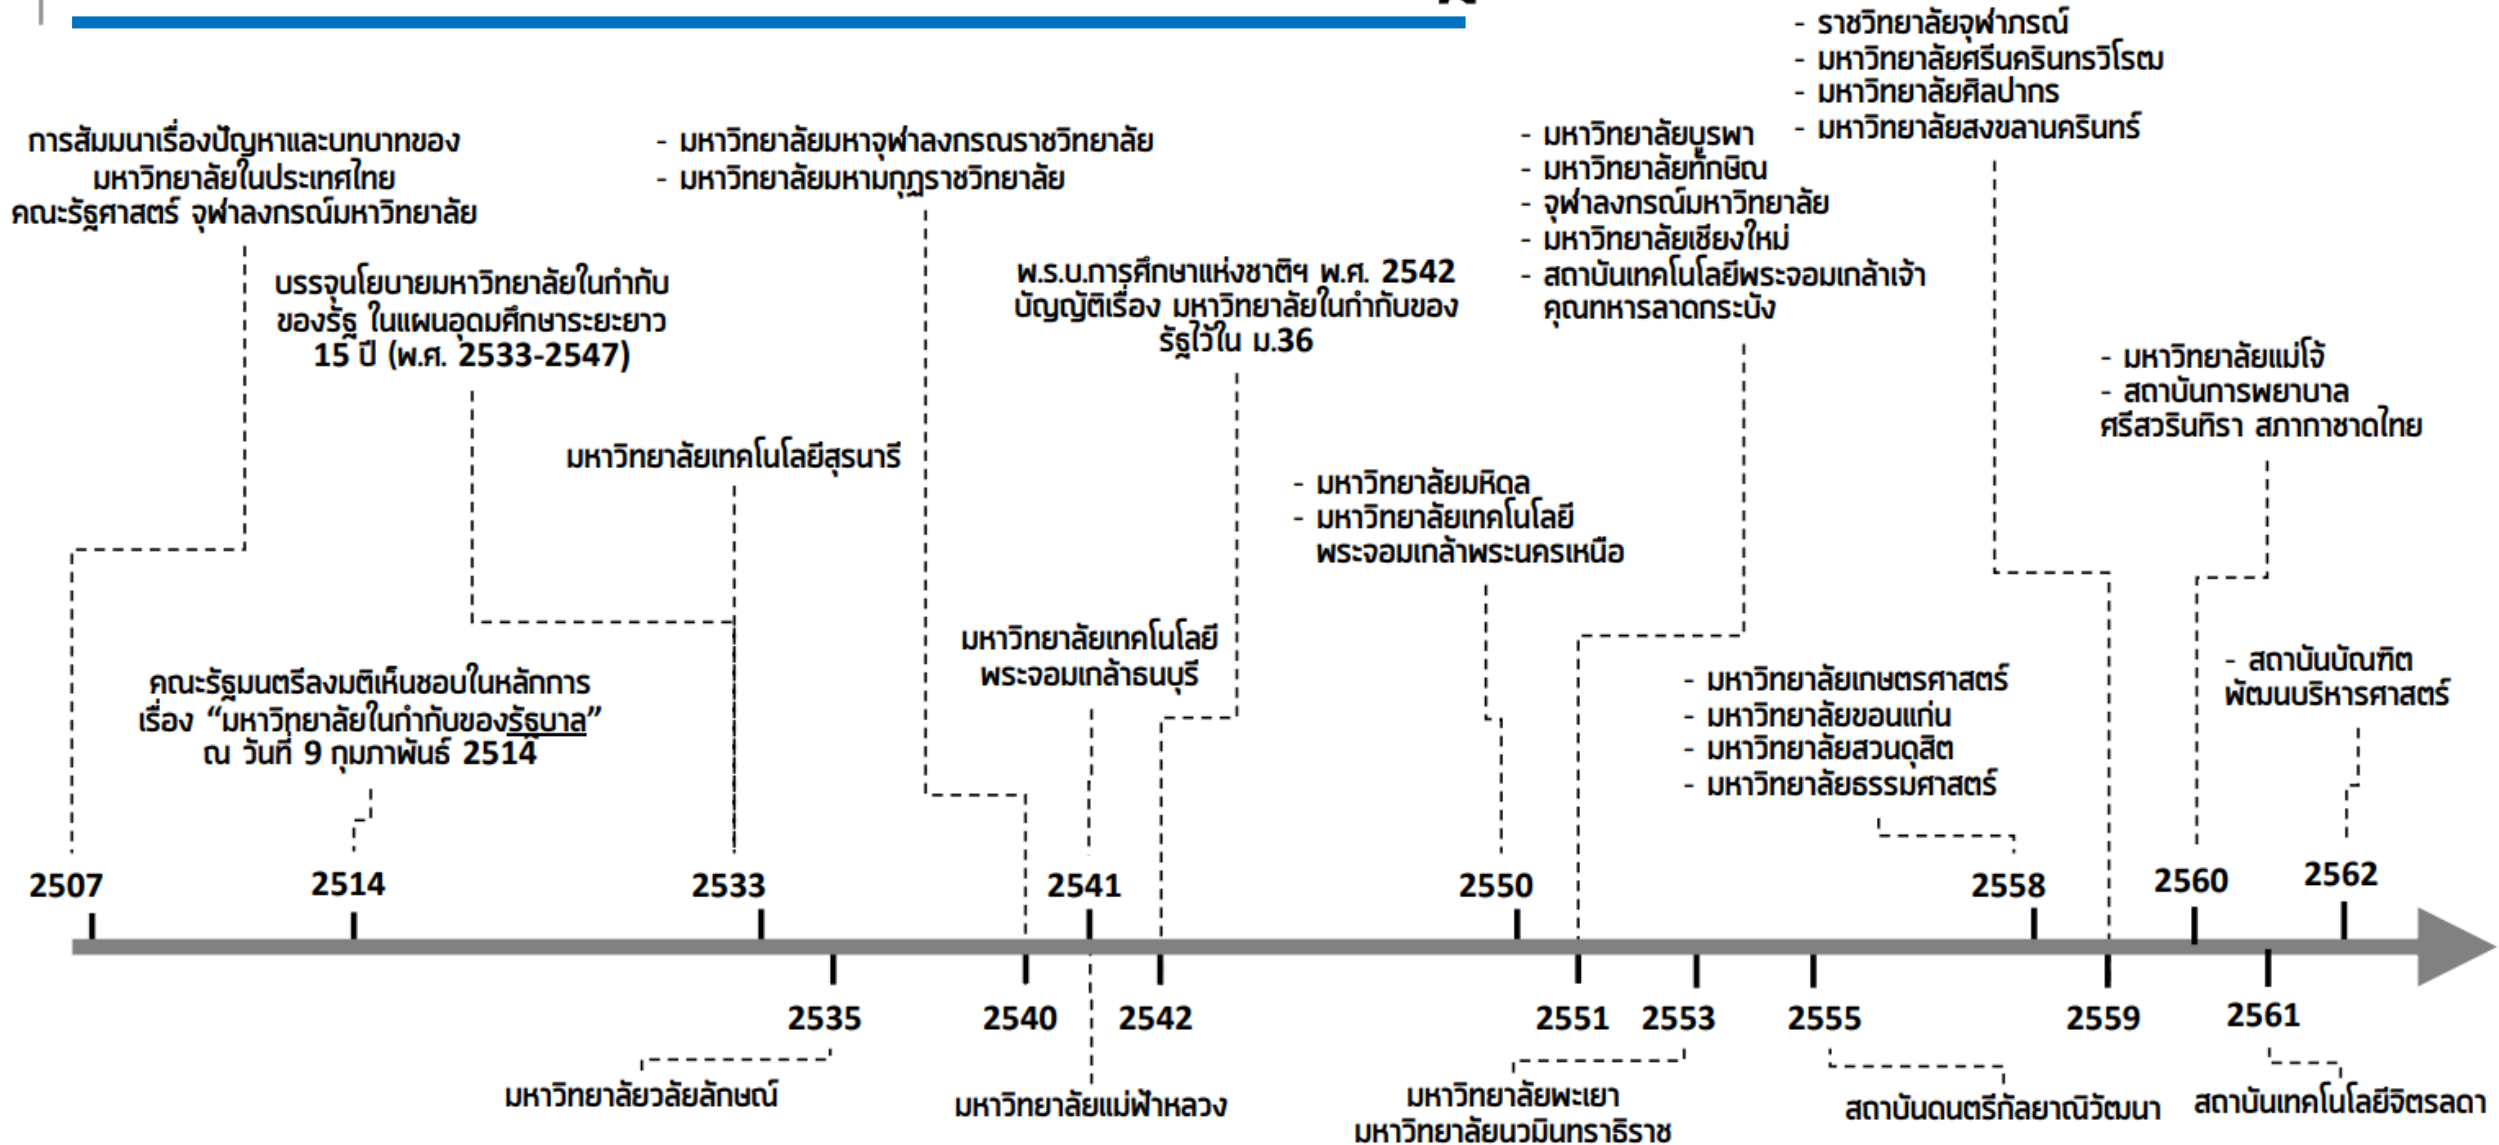 - ราชวิทยาลัยจุฬาภรณ์
- มหาวิทยาลัยศรีนครินทรวิโรฒ
- มหาวิทยาลัยศิลปากร
- มหาวิทยาลัยสงขลานครินทร์
การสัมมนาเรื่องปัญหาและบทบาทของ
มหาวิทยาลัยในประเทศไทย
คณะรัฐศาสตร์ จุฬาลงกรณ์มหาวิทยาลัย
- มหาวิทยาลัยมหาจุฬาลงกรณราชวิทยาลัย
- มหาวิทยาลัยมหามกุฏราชวิทยาลัย
- มหาวิทยาลัยบูรพา
- มหาวิทยาลัยทักษิณ
- จุฬาลงกรณ์มหาวิทยาลัย
- มหาวิทยาลัยเชียงใหม่
- สถาบันเทคโนโลยีพระจอมเกล้าเจ้า
คุณทหารลาดกระบัง
บรรจุนโยบายมหาวิทยาลัยในกำกับ
ของรัฐ ในแผนอุดมศึกษาระยะยาว
15 ปี (พ.ศ. 2533-2547)
พ.ร.บ.การศึกษาแห่งชาติฯ พ.ศ. 2542
บัญญัติเรื่อง มหาวิทยาลัยในกำกับของ
รัฐไว้ใน ม.36
- มหาวิทยาลัยแม่โจ้
- สถาบันการพยาบาล
ศรีสวรินทิรา สภากาชาดไทย
มหาวิทยาลัยเทคโนโลยีสุรนารี
- มหาวิทยาลัยมหิดล
- มหาวิทยาลัยเทคโนโลยี
พระจอมเกล้าพระนครเหนือ
มหาวิทยาลัยเทคโนโลยี
พระจอมเกล้าธนบุรี
คณะรัฐมนตรีลงมติเห็นชอบในหลักการ
เรื่อง “มหาวิทยาลัยในกำกับของรัฐบาล”
ณ วันที่ 9 กุมภาพันธ์ 2514
- มหาวิทยาลัยเกษตรศาสตร์
- มหาวิทยาลัยขอนแก่น
- มหาวิทยาลัยสวนดุสิต
- มหาวิทยาลัยธรรมศาสตร์
- สถาบันบัณฑิต
พัฒนบริหารศาสตร์
2507 2514 2533 2541 2550 2558 2560 2562
2535 2540 2542 2551 2553 2555 2559 2561
มหาวิทยาลัยวลัยลักษณ์
มหาวิทยาลัยแม่ฟ้าหลวง
มหาวิทยาลัยพะเยา
มหาวิทยาลัยนวมินทราธิราช
สถาบันดนตรีกัลยาณิวัฒนา
สถาบันเทคโนโลยีจิตรลดา